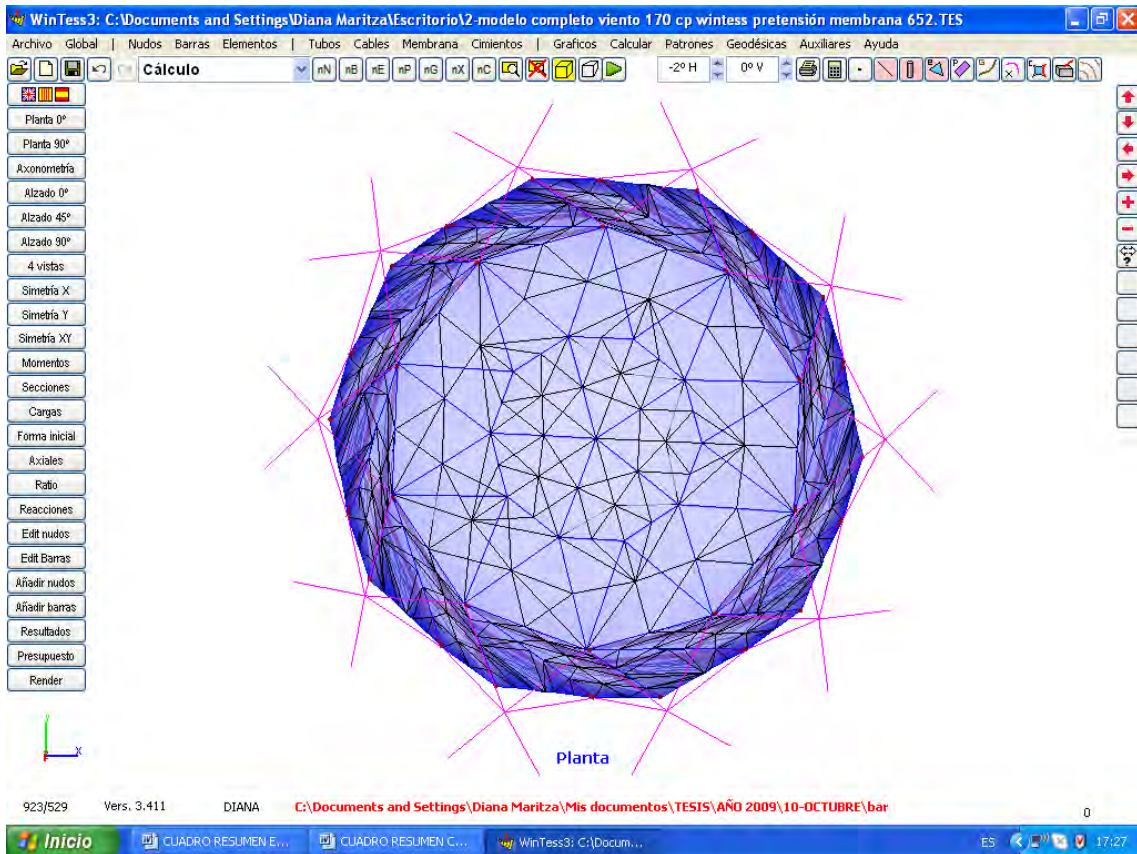 WinTess3: C:\Documents and Settings\Diana Maritza\Escritorio\2-modelo completo viento 170 cp wintess pretensión membrana 652.TES
Archivo Global | Nudos Barras Elementos | Tubos Cables Membrana Cimientos | Graficos Calcular Patrones Geodésicas Auxiliares Ayuda
Cálculo nN nB nE nP nG nX nC -2º H 0º V
Planta 0º
Planta 90º
Axonometría
Alzado 0º
Alzado 45º
Alzado 90º
4 vistas
Simetría X
Simetría Y
Simetría XY
Momentos
Secciones
Cargas
Forma inicial
Axiales
Ratio
Reacciones
Edit nudos
Edit Barras
Añadir nudos
Añadir barras
Resultados
Presupuesto
Render
?
Y
X
Planta
923/529 Vers. 3.411 DIANA C:\Documents and Settings\Diana Maritza\Mis documentos\TESIS\AÑO 2009\10-OCTUBRE\bar 0
Inicio CUADRO RESUMEN E... CUADRO RESUMEN C... WinTess3: C:\Docum... ES 17:27